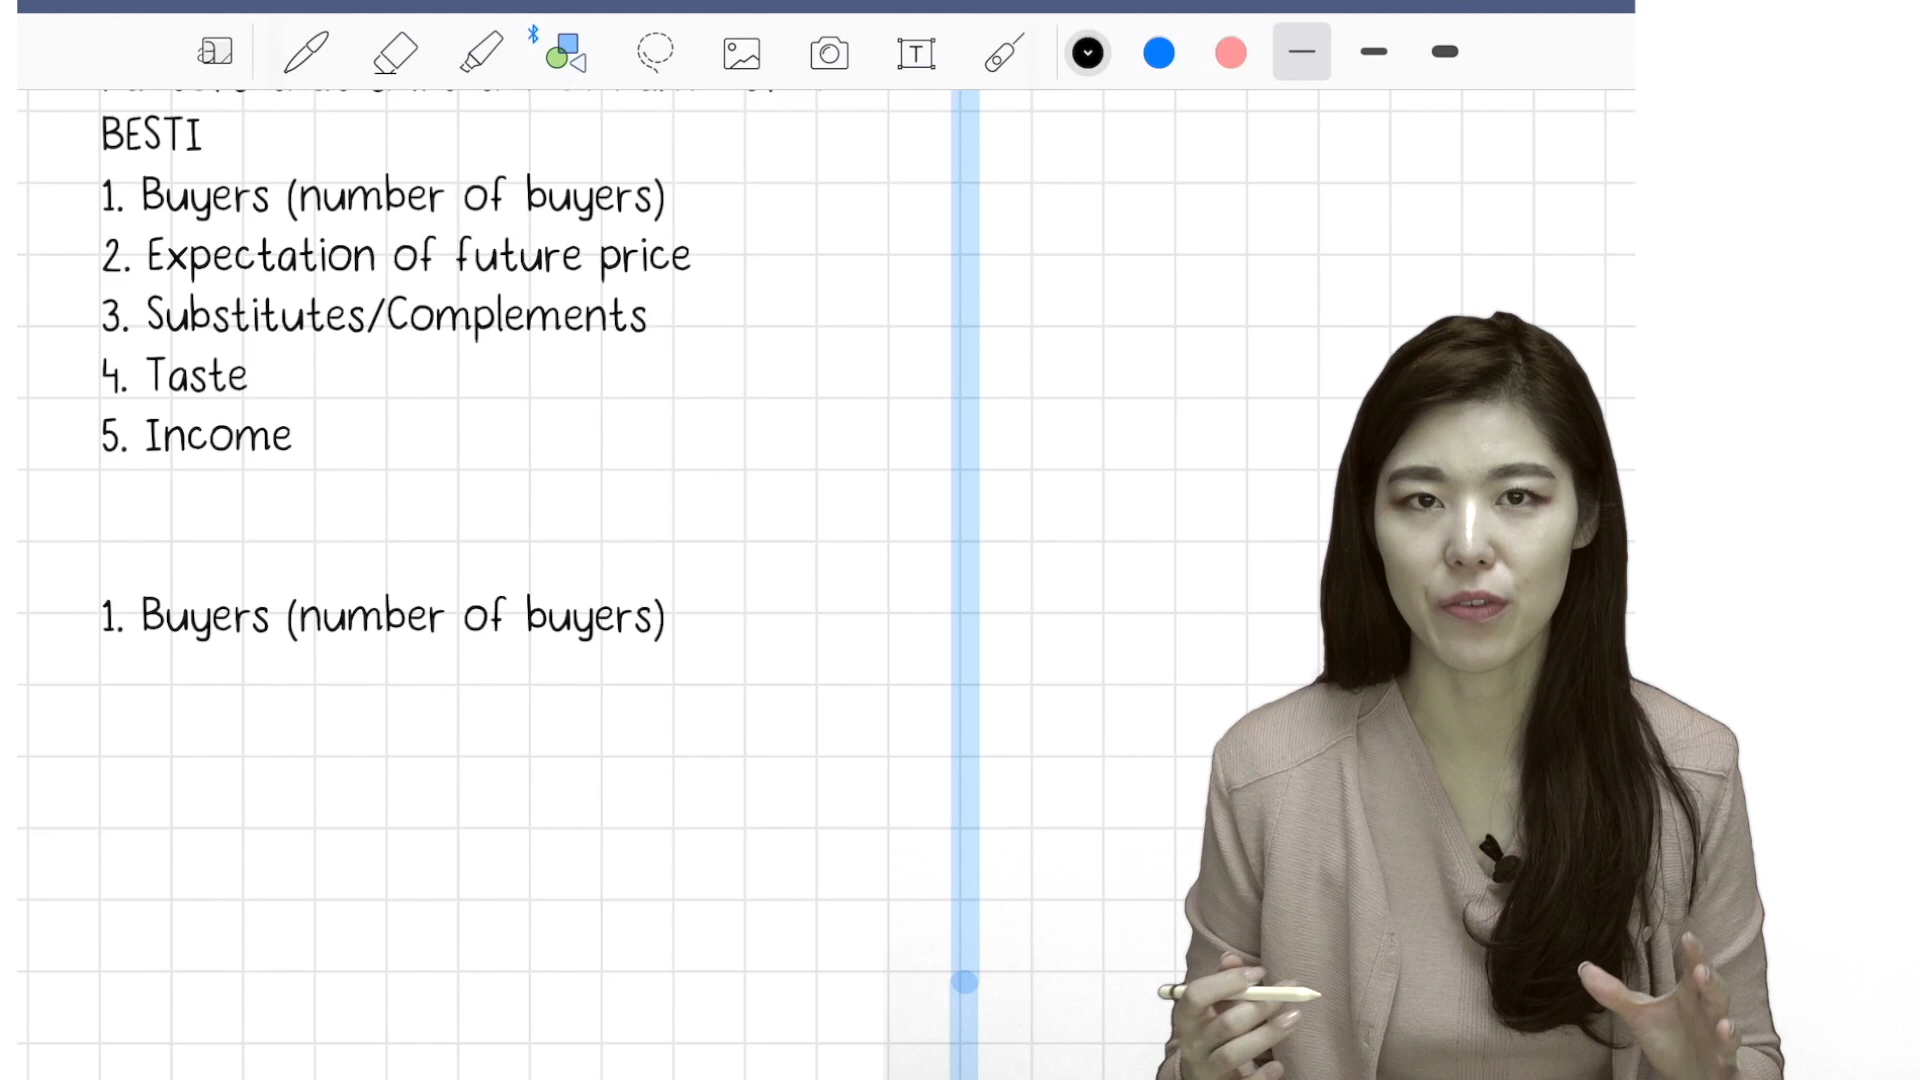 BESTI
1. Buyers (number of buyers)
2. Expectation of future price
3. Substitutes/Complements
4. Taste
5. Income
1. Buyers (number of buyers)